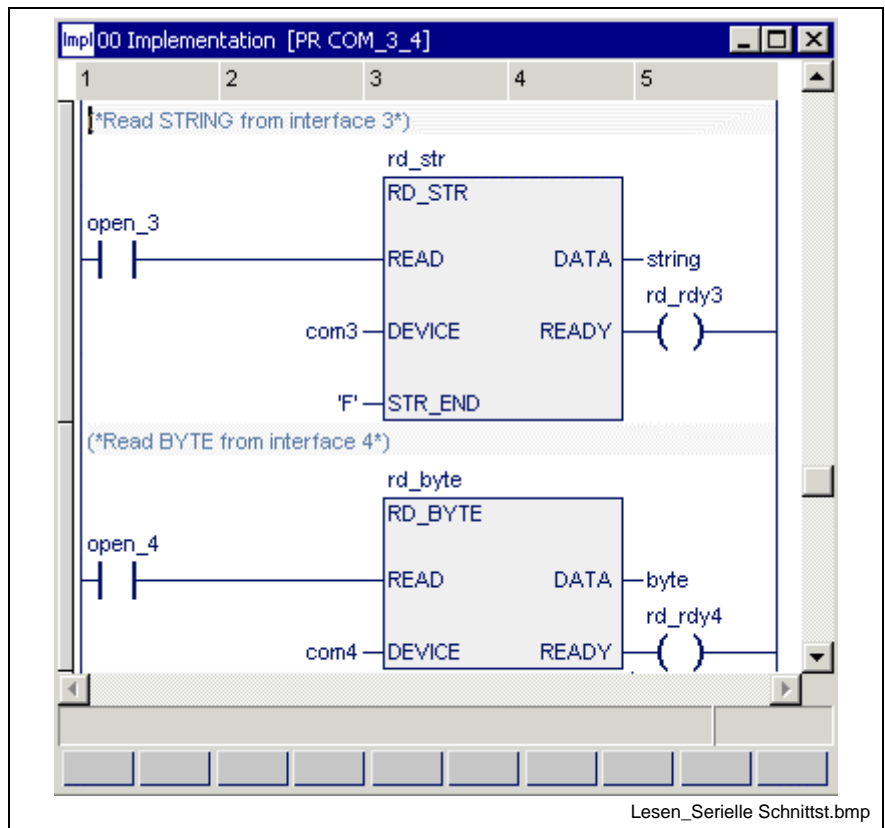 Impl 00 Implementation [PR COM_3_4]
1 2 3 4 5
(*Read STRING from interface 3*)
rd_str
RD_STR
open_3
READ DATA string
rd_rdy3
com3 DEVICE READY ( )
'F' STR_END
(*Read BYTE from interface 4*)
rd_byte
RD_BYTE
open_4
READ DATA byte
rd_rdy4
com4 DEVICE READY ( )
Lesen_Serielle Schnittst.bmp